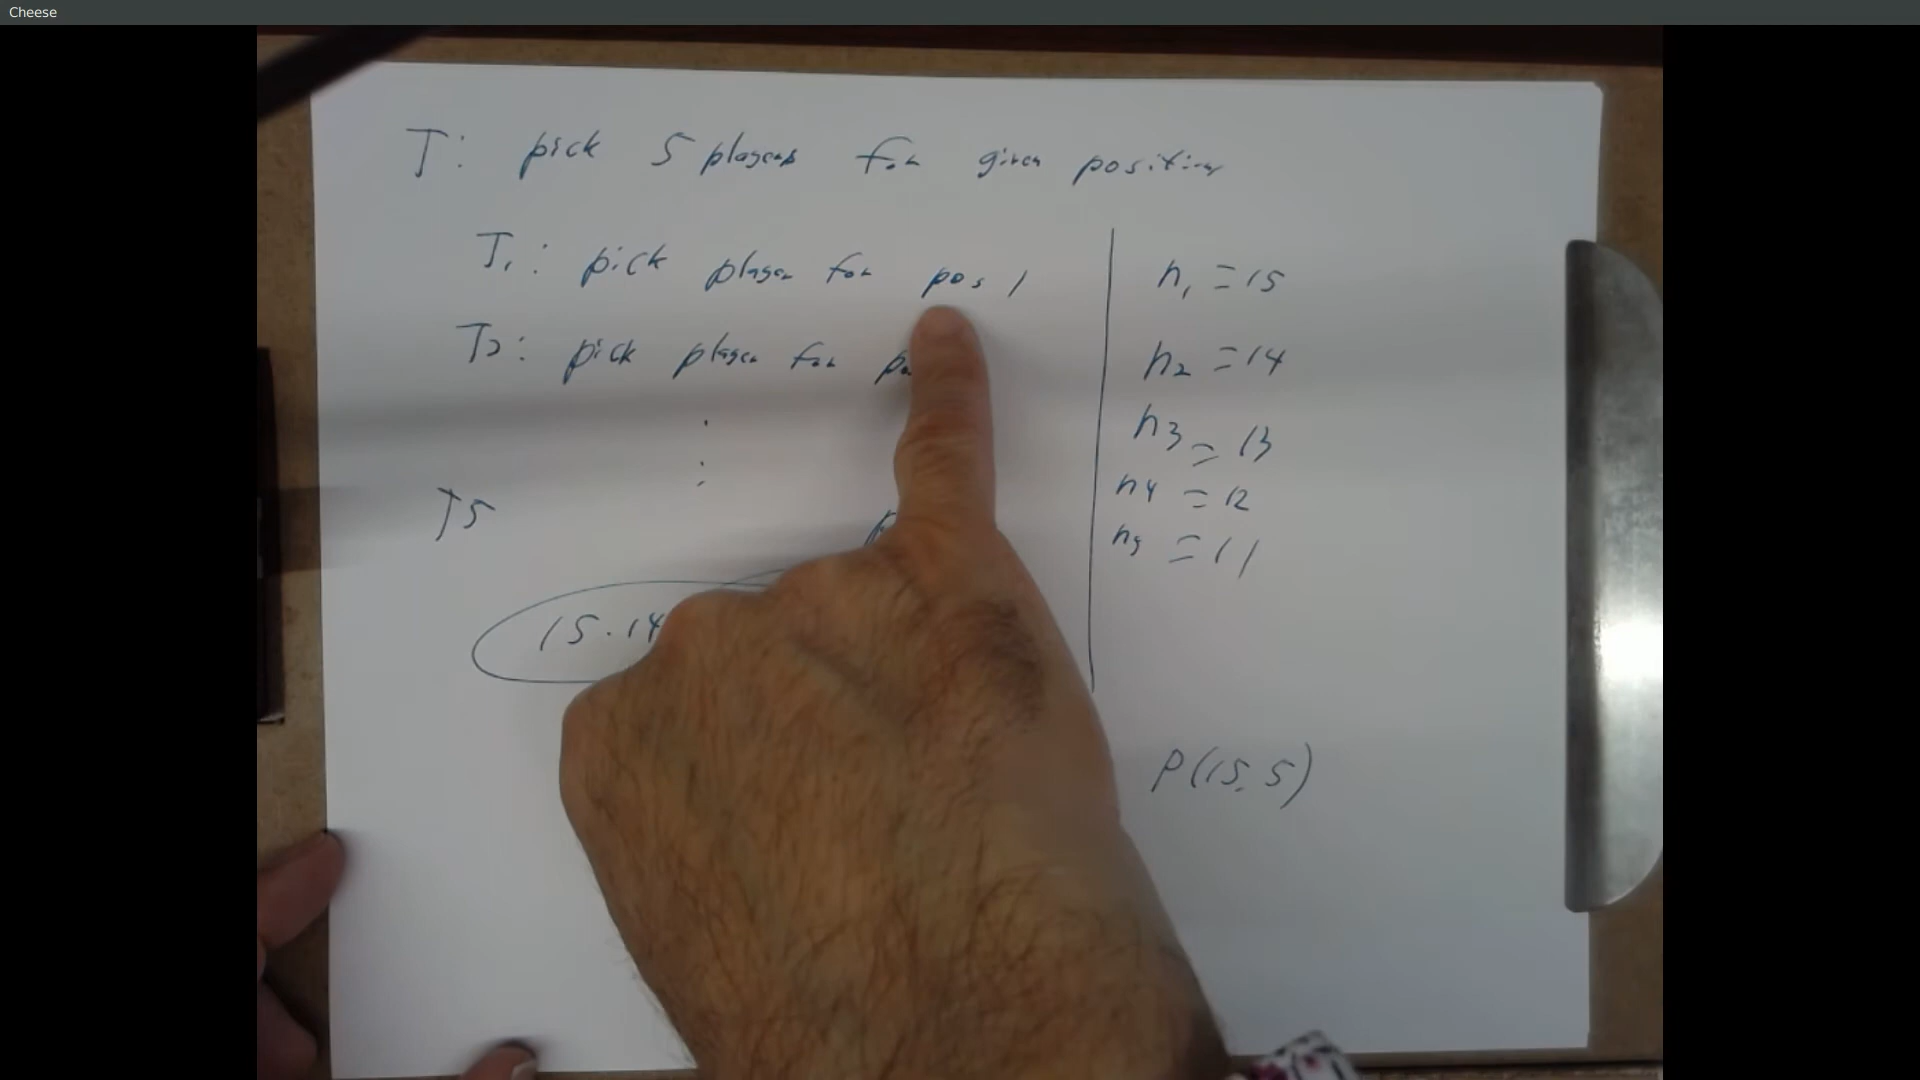 Cheese
T: pick 5 players for given position
T1: pick player for pos 1
n1 = 15
T2: pick player for
n2 = 14
n3 = 13
n4 = 12
T5
n5 = 11
15.14
P(15, 5)